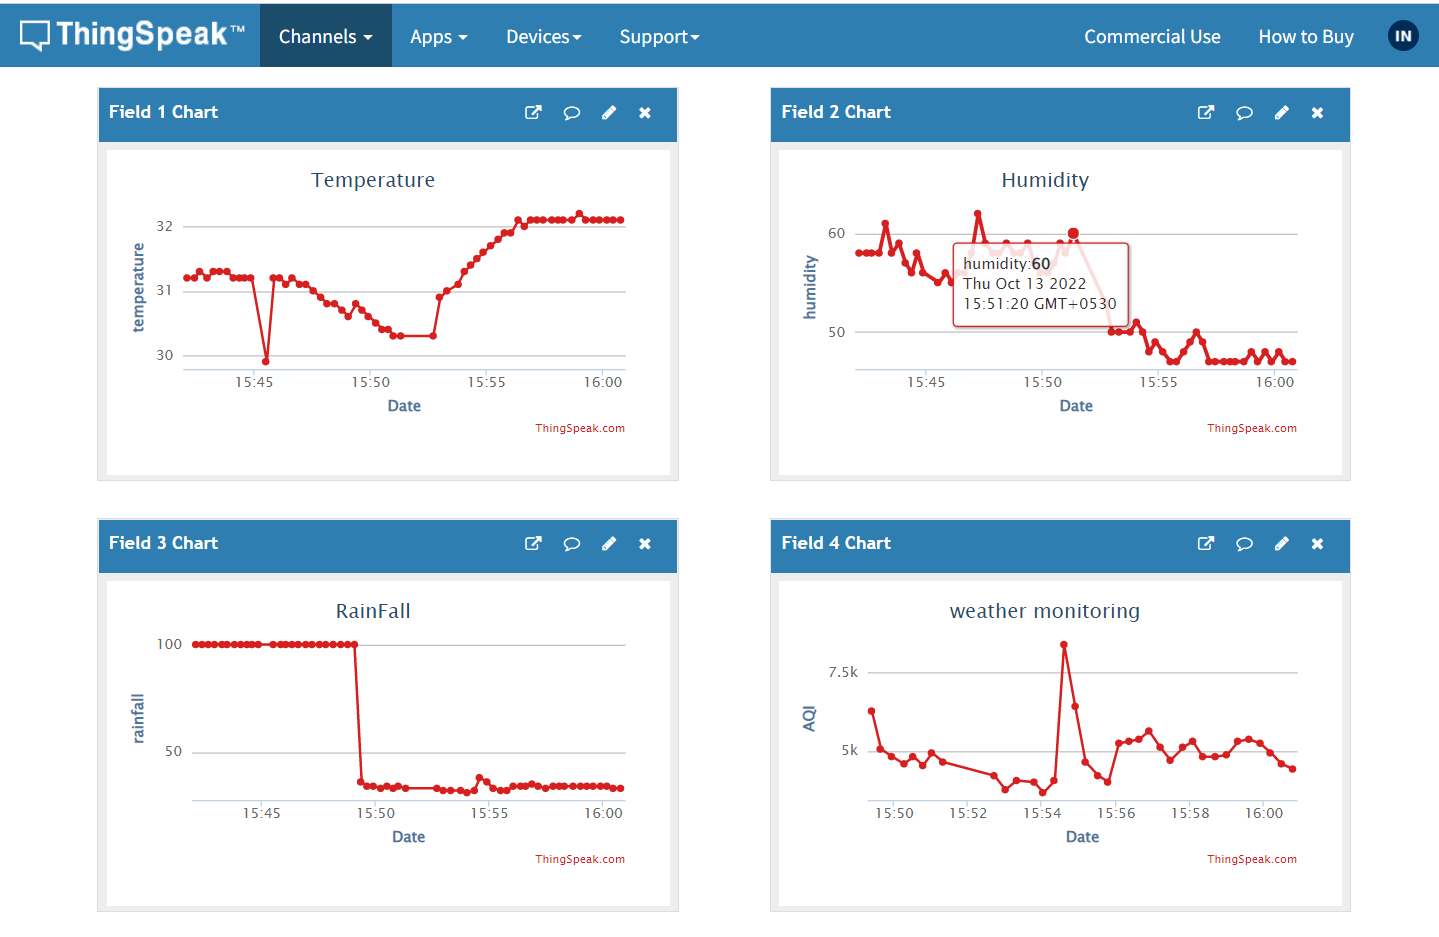 ThingSpeak™ Channels Apps Devices Support Commercial Use How to Buy IN
Field 1 Chart
Temperature
temperature
32
31
30
15:45 15:50 15:55 16:00
Date
ThingSpeak.com
Field 2 Chart
Humidity
humidity
60
50
humidity:60
Thu Oct 13 2022
15:51:20 GMT+0530
15:45 15:50 15:55 16:00
Date
ThingSpeak.com
Field 3 Chart
RainFall
rainfall
100
50
15:45 15:50 15:55 16:00
Date
ThingSpeak.com
Field 4 Chart
weather monitoring
AQI
7.5k
5k
15:50 15:52 15:54 15:56 15:58 16:00
Date
ThingSpeak.com